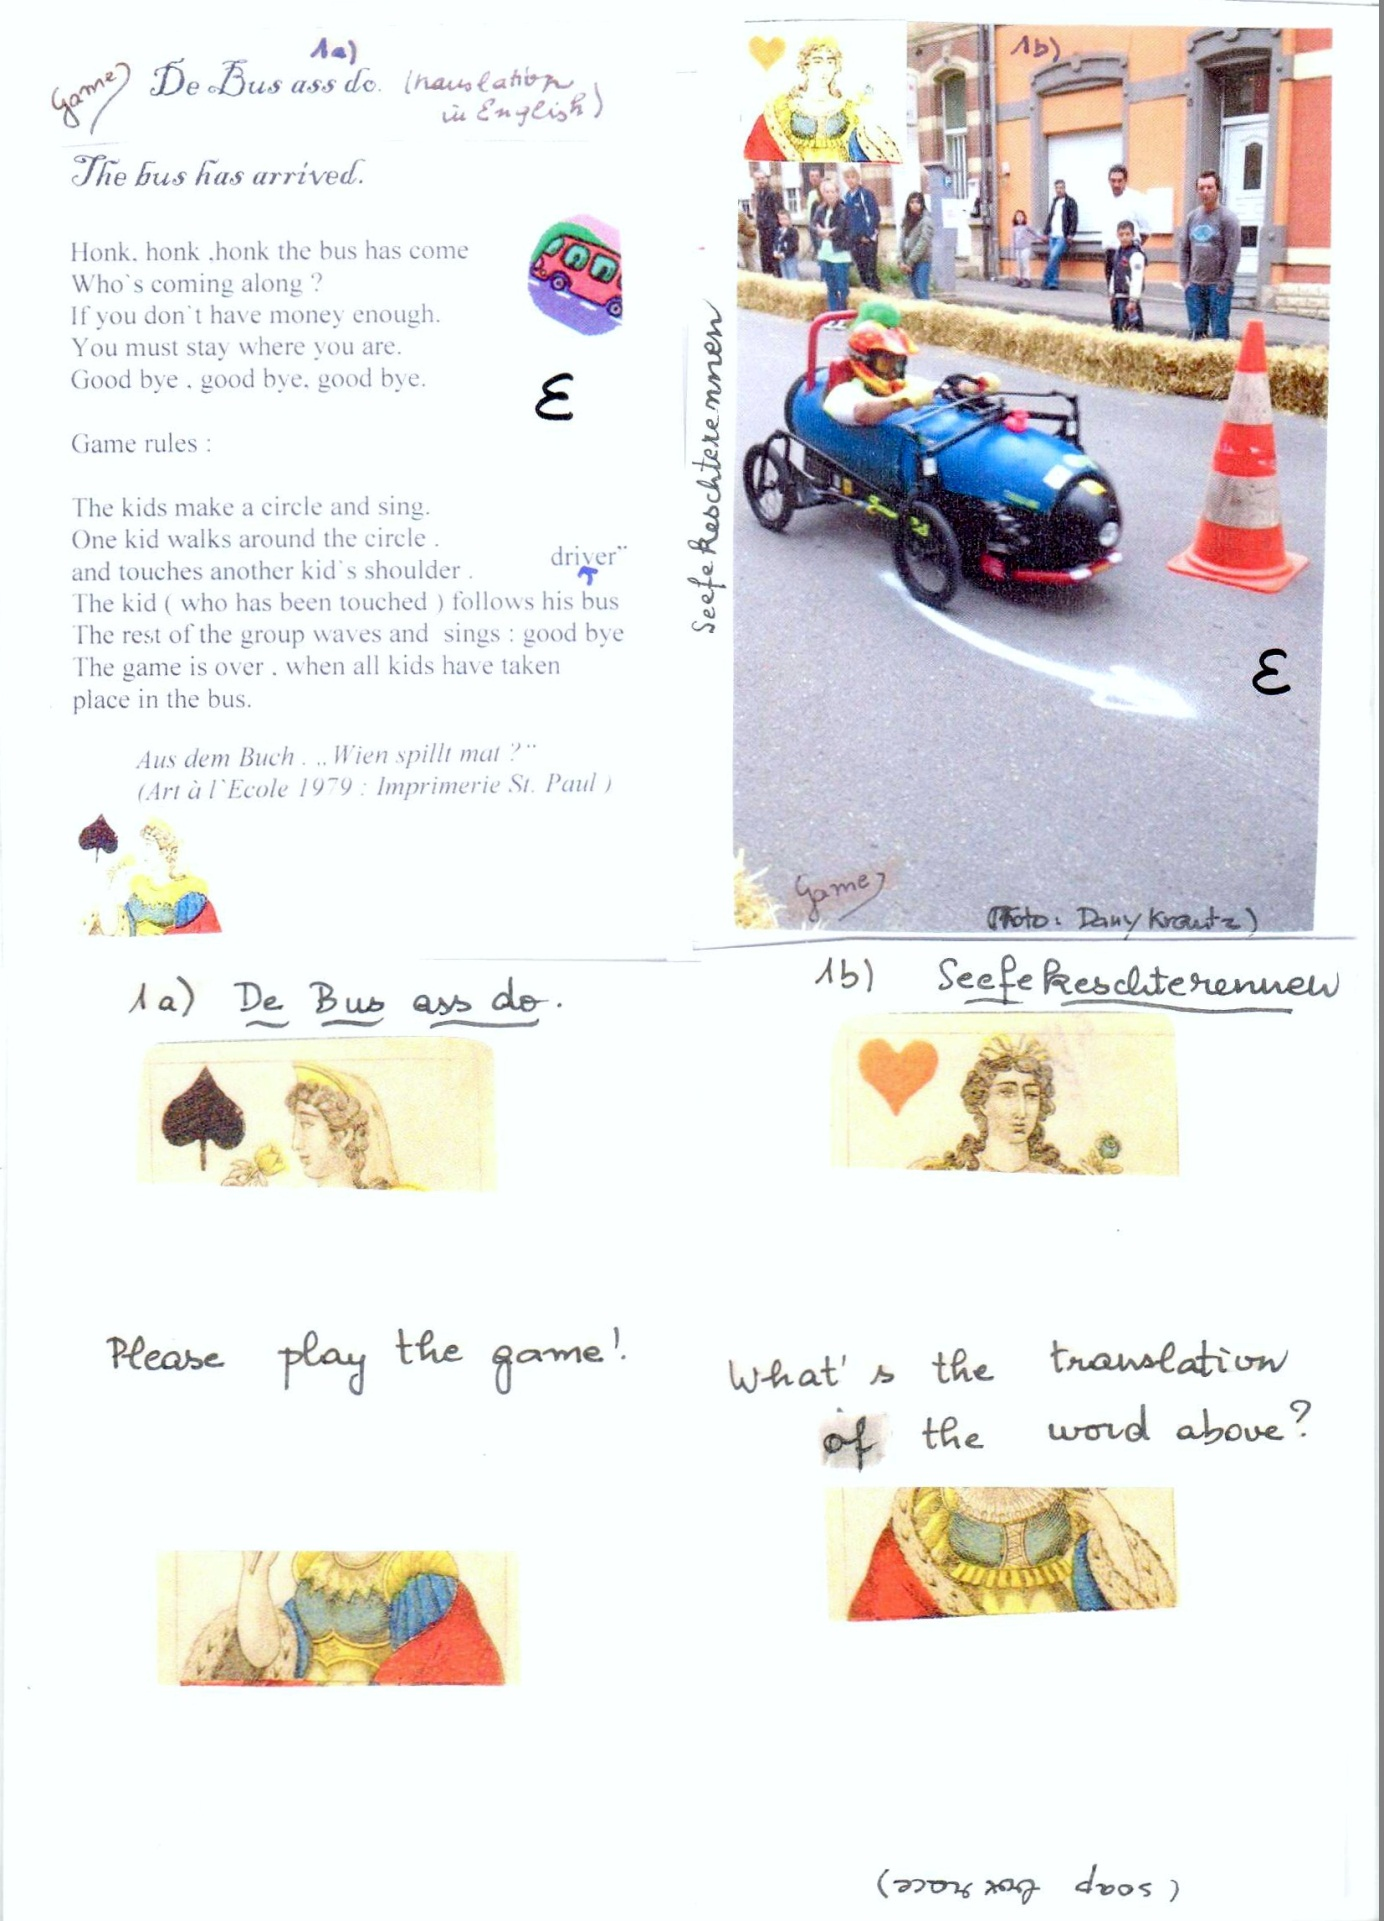 1a)
Game
De Bus ass do. (translation
in English)
The bus has arrived.
Honk, honk ,honk the bus has come
Who`s coming along ?
If you don`t have money enough.
You must stay where you are.
Good bye , good bye, good bye.
ε
Game rules :
The kids make a circle and sing.
One kid walks around the circle .
and touches another kid`s shoulder .
driver¨
The kid ( who has been touched ) follows his bus
The rest of the group waves and sings : good bye
The game is over , when all kids have taken
place in the bus.
Aus dem Buch . „Wien spillt mat ?¨
(Art à l`Ecole 1979 : Imprimerie St. Paul )
1b)
Seefekeschterennen
ε
Game
(Photo: Dany Krantz)
1a) De Bus ass do.
Please play the game!
1b) Seefekeschterennen
What's the translation
of the word above?
(soap box race)